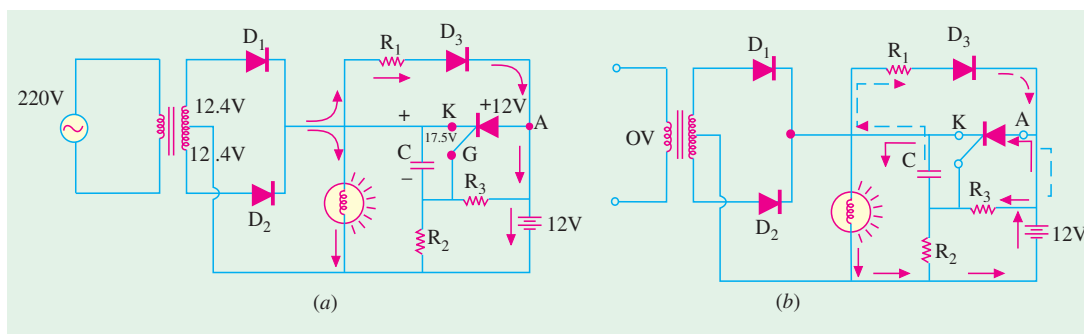 D1
R1
D3
220V
12.4V
12 .4V
+
K
+12V
A
17.5V
G
C
−
R3
D2
R2
12V
(a)
D1
R1
D3
OV
K
A
C
R3
D2
R2
12V
(b)